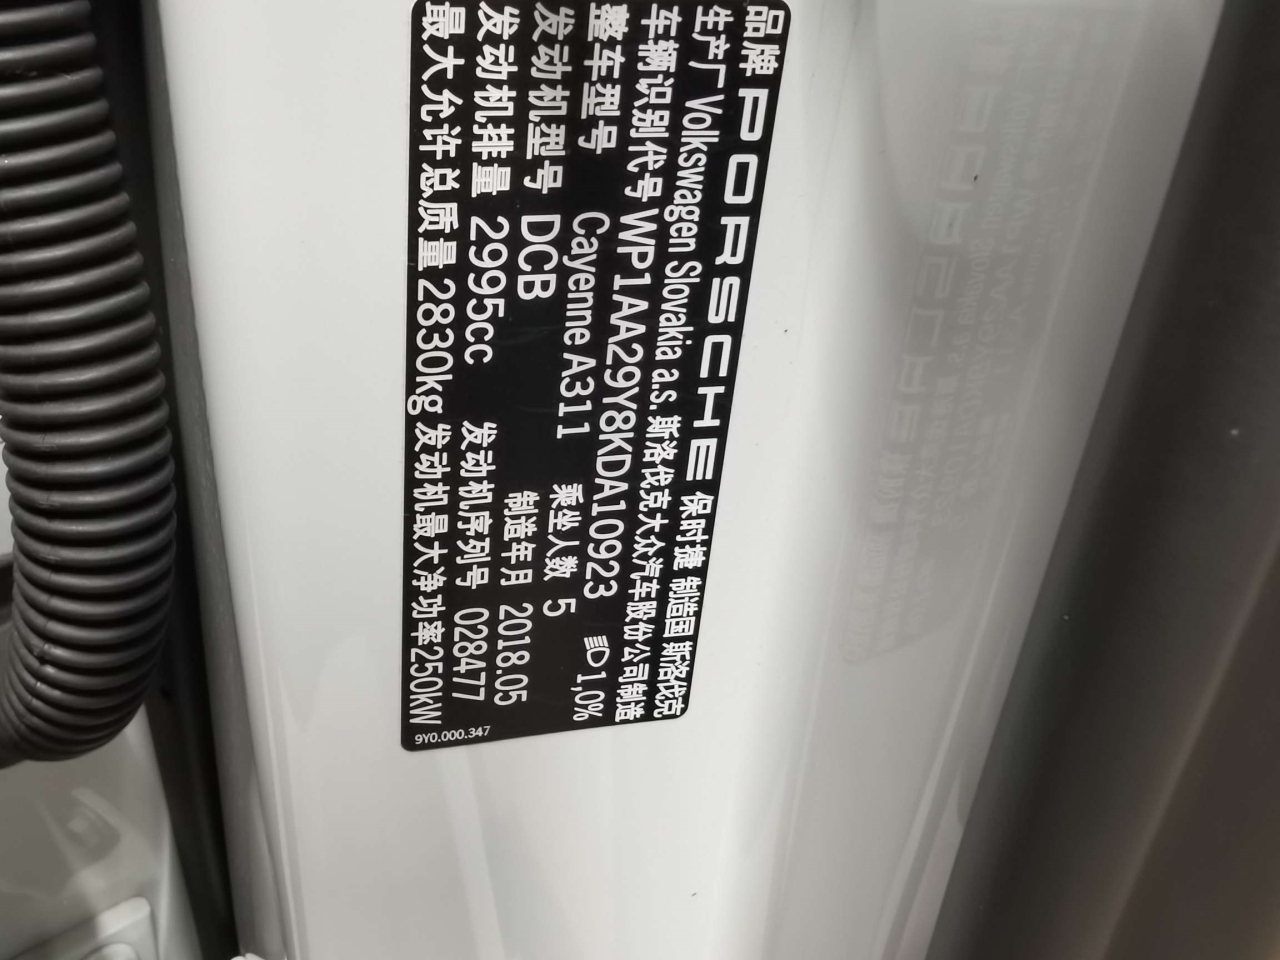 品牌 PORSCHE 保时捷 制造国 斯洛伐克
生产厂 Volkswagen Slovakia a.s. 斯洛伐克大众汽车股份公司制造
车辆识别代号 WP1AA29Y8KDA10923 1,0%
整车型号 Cayenne A311 乘坐人数 5
发动机型号 DCB 制造年月 2018.05
发动机排量 2995cc 发动机序列号 028477
最大允许总质量 2830kg 发动机最大净功率250kW
9Y0.000.347